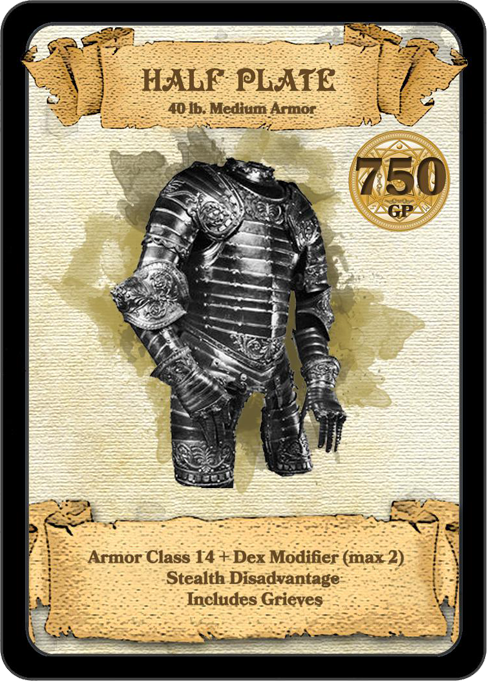 HALF PLATE
40 lb. Medium Armor
750
GP
Armor Class 14 + Dex Modifier (max 2)
Stealth Disadvantage
Includes Grieves